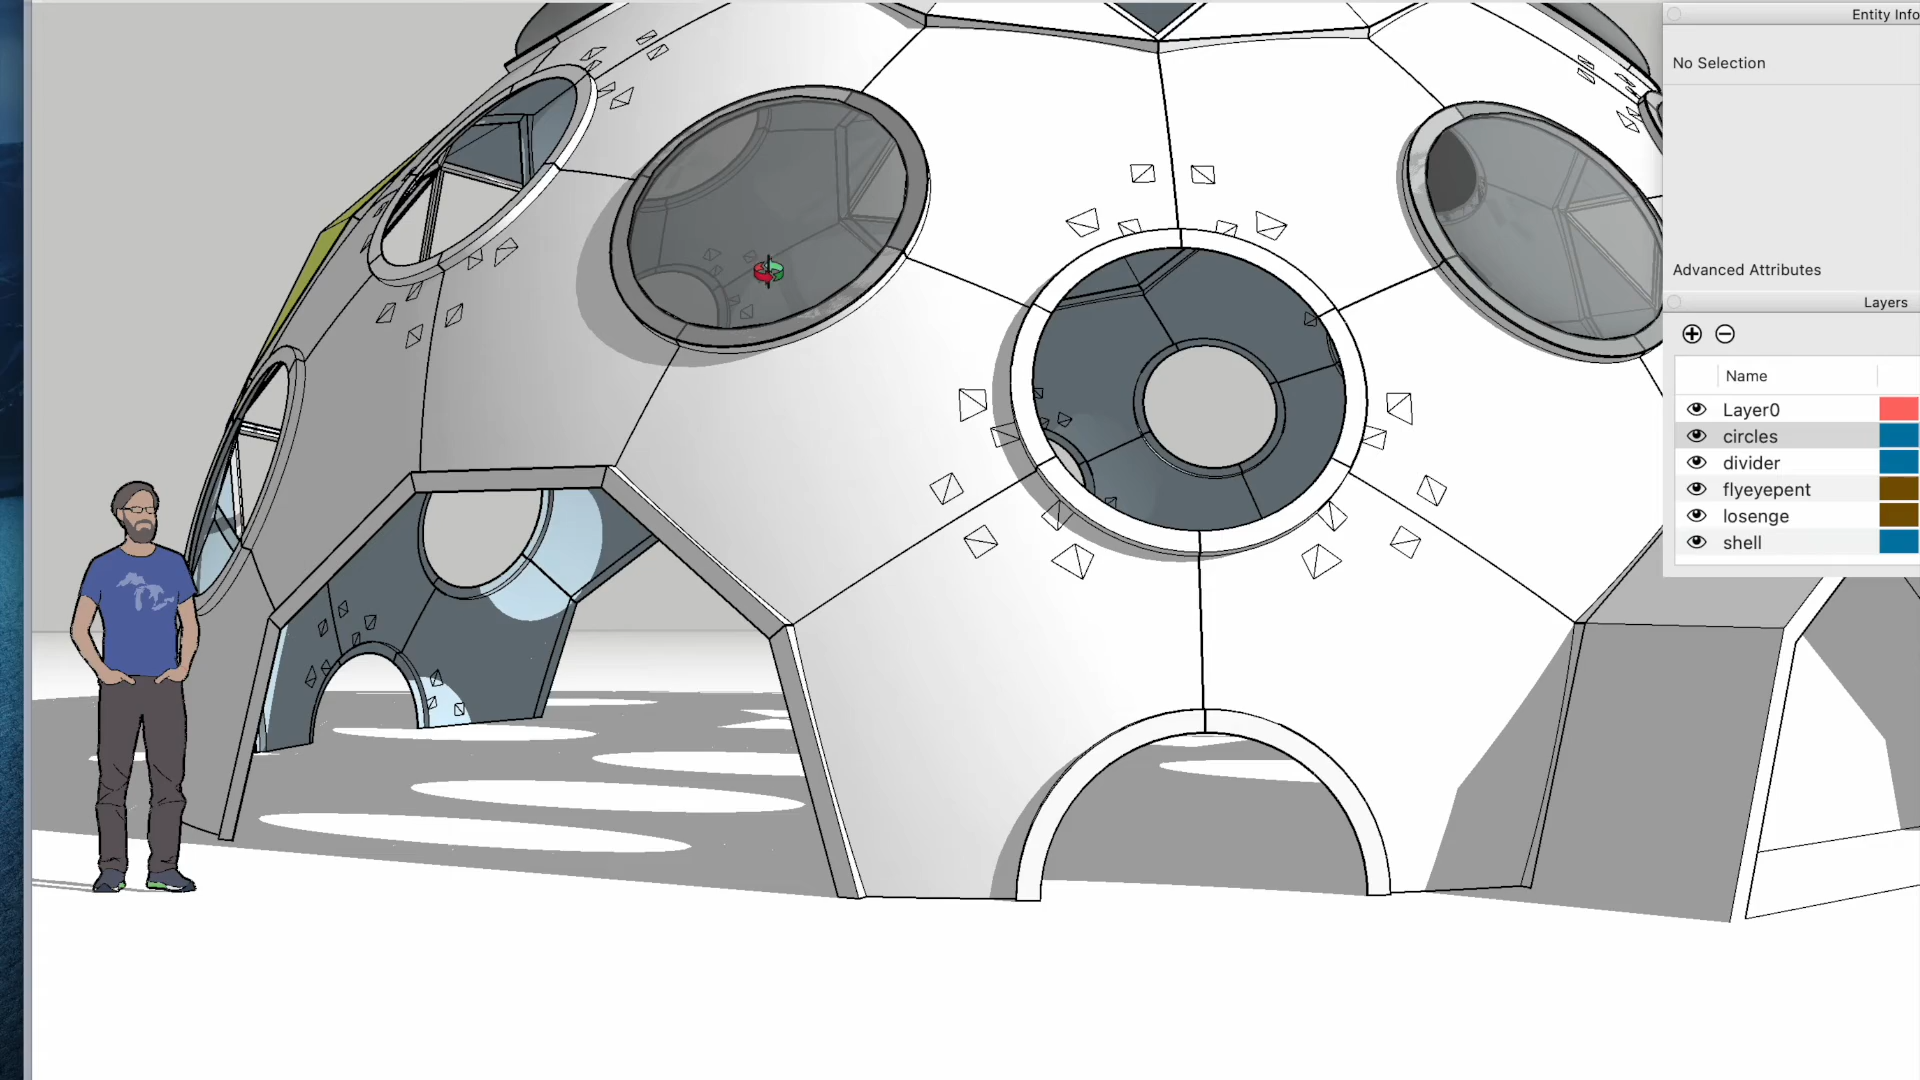 Entity Info
No Selection
Advanced Attributes
Layers
Name
Layer0
circles
divider
flyeyepent
losenge
shell